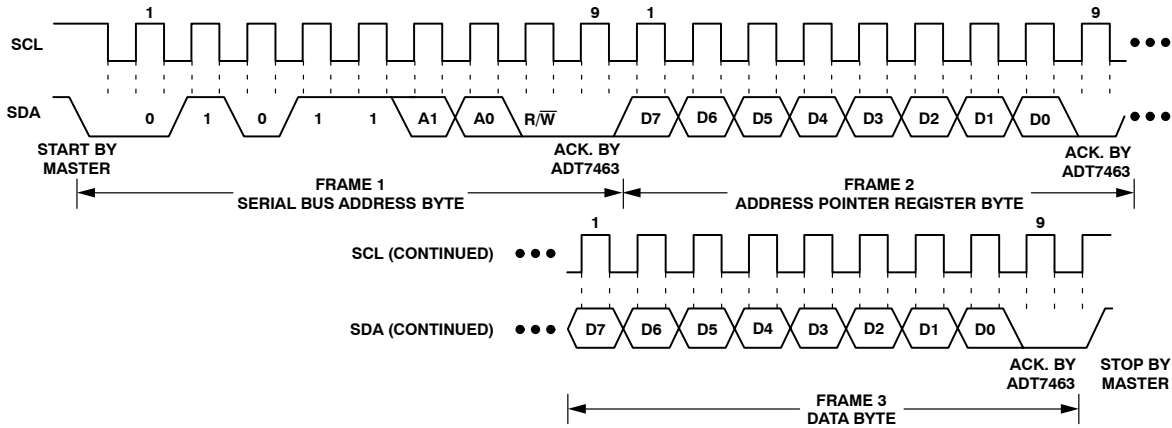 1 9 1 9
SCL
SDA 0 1 0 1 1 A1 A0 R/W̅ D7 D6 D5 D4 D3 D2 D1 D0
START BY
MASTER
ACK. BY
ADT7463
ACK. BY
ADT7463
FRAME 1
SERIAL BUS ADDRESS BYTE
FRAME 2
ADDRESS POINTER REGISTER BYTE
1 9
SCL (CONTINUED)
SDA (CONTINUED) D7 D6 D5 D4 D3 D2 D1 D0
ACK. BY
ADT7463
STOP BY
MASTER
FRAME 3
DATA BYTE